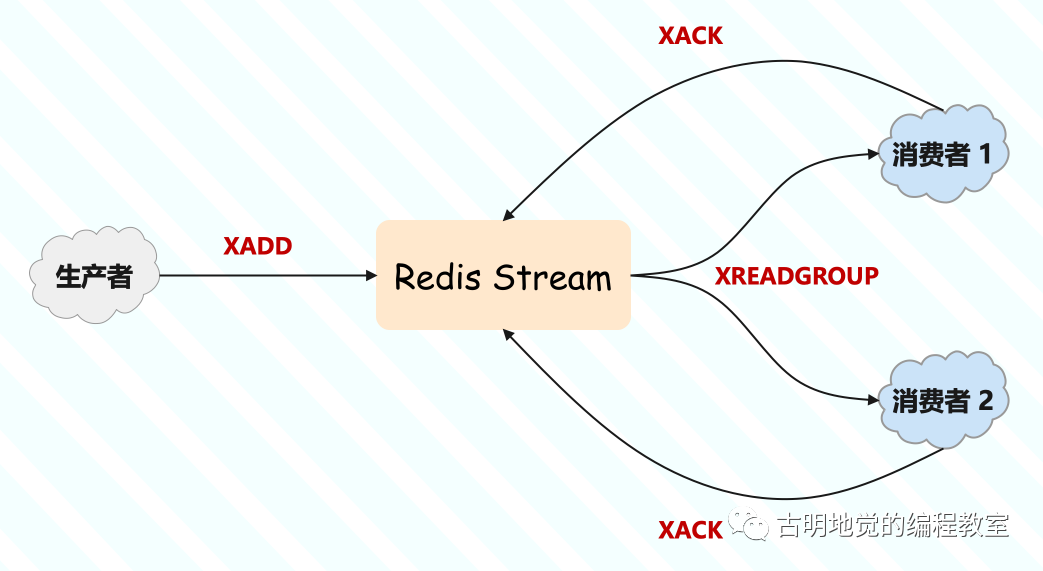 XACK
消费者 1
生产者
XADD
Redis Stream
XREADGROUP
消费者 2
XACK
古明地觉的编程教室